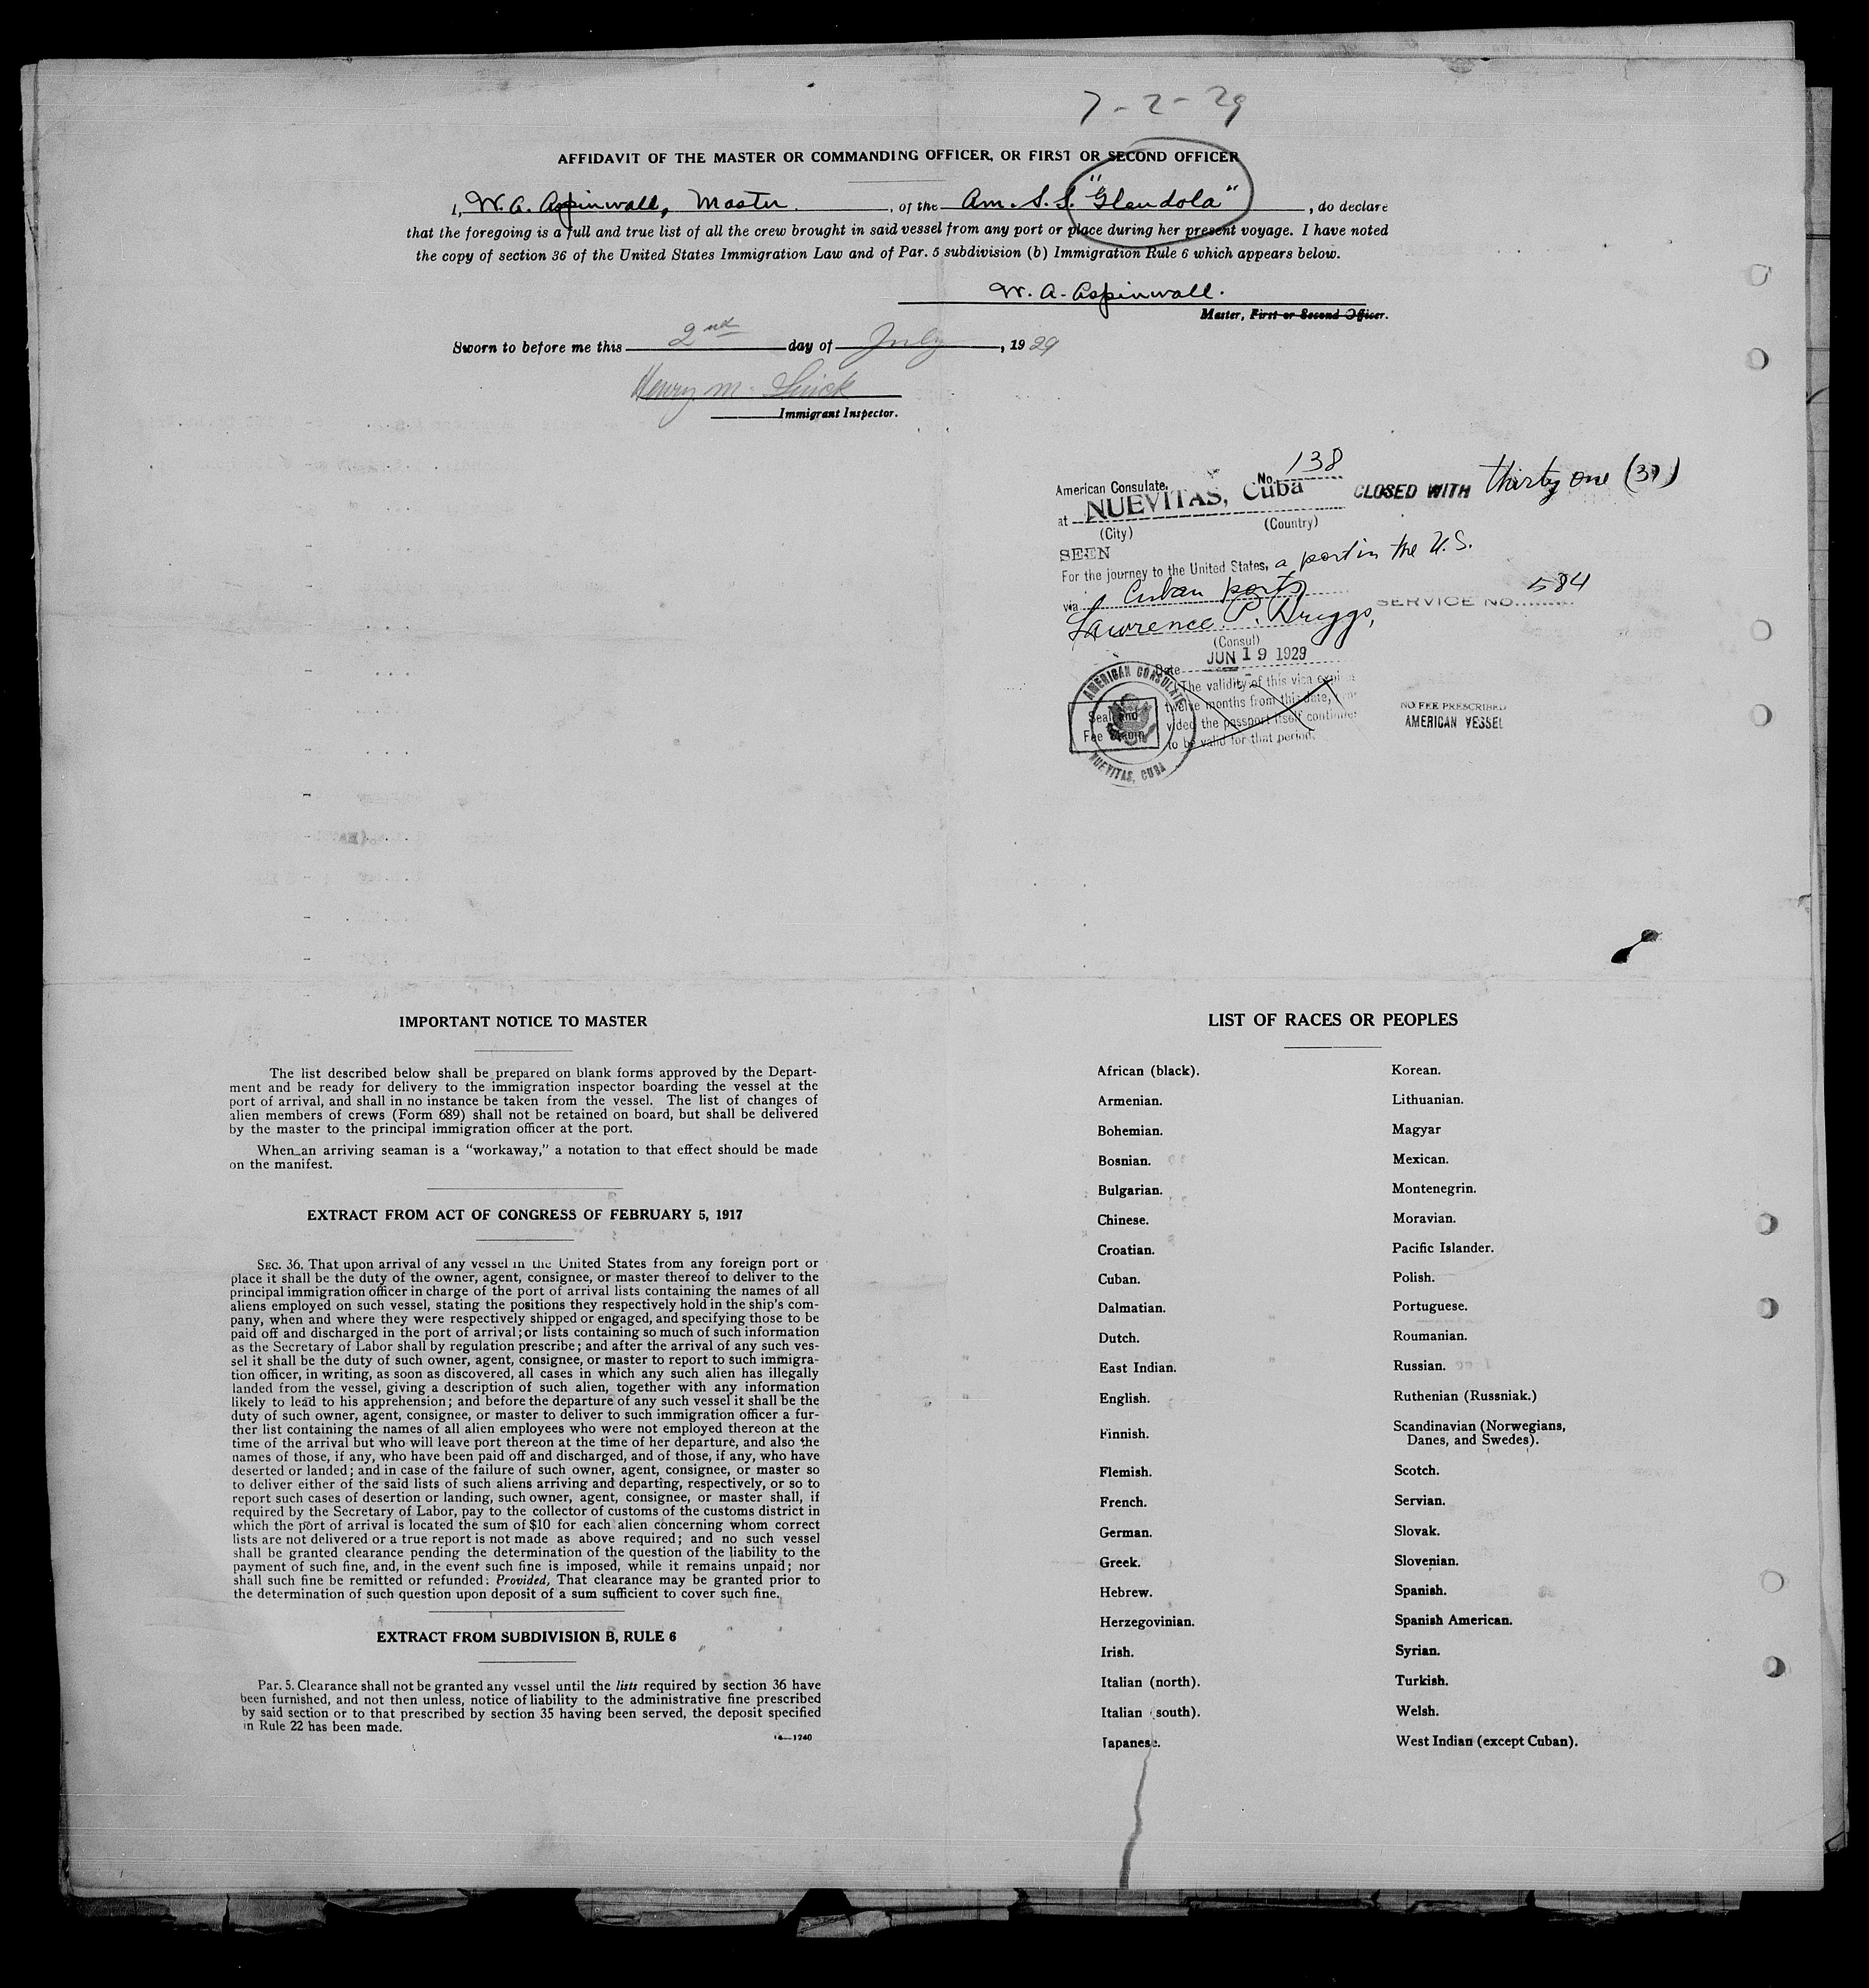 7-2-29
AFFIDAVIT OF THE MASTER OR COMMANDING OFFICER, OR FIRST OR SECOND OFFICER
I, W. A. Aspinwall, Master. , of the Am. S. S. "Glendola" , do declare
that the foregoing is a full and true list of all the crew brought in said vessel from any port or place during her present voyage. I have noted
the copy of section 36 of the United States Immigration Law and of Par. 5 subdivision (b) Immigration Rule 6 which appears below.
W. A. Aspinwall.
Master, First or Second Officer.
Sworn to before me this 2nd day of July, 1929
Henry M.
Immigrant Inspector.
No. 138
American Consulate,
at NUEVITAS, Cuba CLOSED WITH thirty one (31)
(City) (Country)
SEEN
For the journey to the United States, a port in the U.S.
via Cuban ports
SERVICE NO. 584
Lawrence P. Briggs,
(Consul)
Date JUN 19 1929
The validity of this visa expires
twelve months from this date,
vided the passport itself continues
to be valid for that period.
Seal and
Fee Stamp
AMERICAN CONSULATE
NUEVITAS, CUBA
NO FEE PRESCRIBED
AMERICAN VESSEL
IMPORTANT NOTICE TO MASTER
The list described below shall be prepared on blank forms approved by the Depart-
ment and be ready for delivery to the immigration inspector boarding the vessel at the
port of arrival, and shall in no instance be taken from the vessel. The list of changes of
alien members of crews (Form 689) shall not be retained on board, but shall be delivered
by the master to the principal immigration officer at the port.
When an arriving seaman is a "workaway," a notation to that effect should be made
on the manifest.
EXTRACT FROM ACT OF CONGRESS OF FEBRUARY 5, 1917
SEC. 36. That upon arrival of any vessel in the United States from any foreign port or
place it shall be the duty of the owner, agent, consignee, or master thereof to deliver to the
principal immigration officer in charge of the port of arrival lists containing the names of all
aliens employed on such vessel, stating the positions they respectively hold in the ship's com-
pany, when and where they were respectively shipped or engaged, and specifying those to be
paid off and discharged in the port of arrival; or lists containing so much of such information
as the Secretary of Labor shall by regulation prescribe; and after the arrival of any such ves-
sel it shall be the duty of such owner, agent, consignee, or master to report to such immigra-
tion officer, in writing, as soon as discovered, all cases in which any such alien has illegally
landed from the vessel, giving a description of such alien, together with any information
likely to lead to his apprehension; and before the departure of any such vessel it shall be the
duty of such owner, agent, consignee, or master to deliver to such immigration officer a fur-
ther list containing the names of all alien employees who were not employed thereon at the
time of the arrival but who will leave port thereon at the time of her departure, and also the
names of those, if any, who have been paid off and discharged, and of those, if any, who have
deserted or landed; and in case of the failure of such owner, agent, consignee, or master so
to deliver either of the said lists of such aliens arriving and departing, respectively, or so to
report such cases of desertion or landing, such owner, agent, consignee, or master shall, if
required by the Secretary of Labor, pay to the collector of customs of the customs district in
which the port of arrival is located the sum of $10 for each alien concerning whom correct
lists are not delivered or a true report is not made as above required; and no such vessel
shall be granted clearance pending the determination of the question of the liability to the
payment of such fine, and, in the event such fine is imposed, while it remains unpaid; nor
shall such fine be remitted or refunded: Provided, That clearance may be granted prior to
the determination of such question upon deposit of a sum sufficient to cover such fine.
EXTRACT FROM SUBDIVISION B, RULE 6
Par. 5. Clearance shall not be granted any vessel until the lists required by section 36 have
been furnished, and not then unless, notice of liability to the administrative fine prescribed
by said section or to that prescribed by section 35 having been served, the deposit specified
in Rule 22 has been made.
14—1240
LIST OF RACES OR PEOPLES
African (black).
Armenian.
Bohemian.
Bosnian.
Bulgarian.
Chinese.
Croatian.
Cuban.
Dalmatian.
Dutch.
East Indian.
English.
Finnish.
Flemish.
French.
German.
Greek.
Hebrew.
Herzegovinian.
Irish.
Italian (north).
Italian (south).
Japanese.
Korean.
Lithuanian.
Magyar
Mexican.
Montenegrin.
Moravian.
Pacific Islander.
Polish.
Portuguese.
Roumanian.
Russian.
Ruthenian (Russniak.)
Scandinavian (Norwegians,
Danes, and Swedes).
Scotch.
Servian.
Slovak.
Slovenian.
Spanish.
Spanish American.
Syrian.
Turkish.
Welsh.
West Indian (except Cuban).